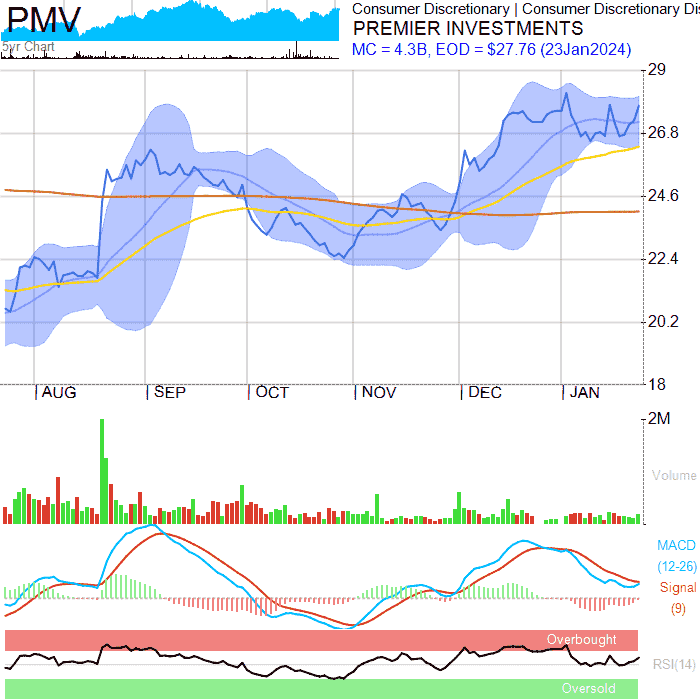 PMV
5yr Chart
Consumer Discretionary | Consumer Discretionary Dis
PREMIER INVESTMENTS
MC = 4.3B, EOD = $27.76 (23Jan2024)
29
26.8
24.6
22.4
20.2
18
AUG SEP OCT NOV DEC JAN
2M
Volume
MACD
(12-26)
Signal
(9)
Overbought
RSI(14)
Oversold